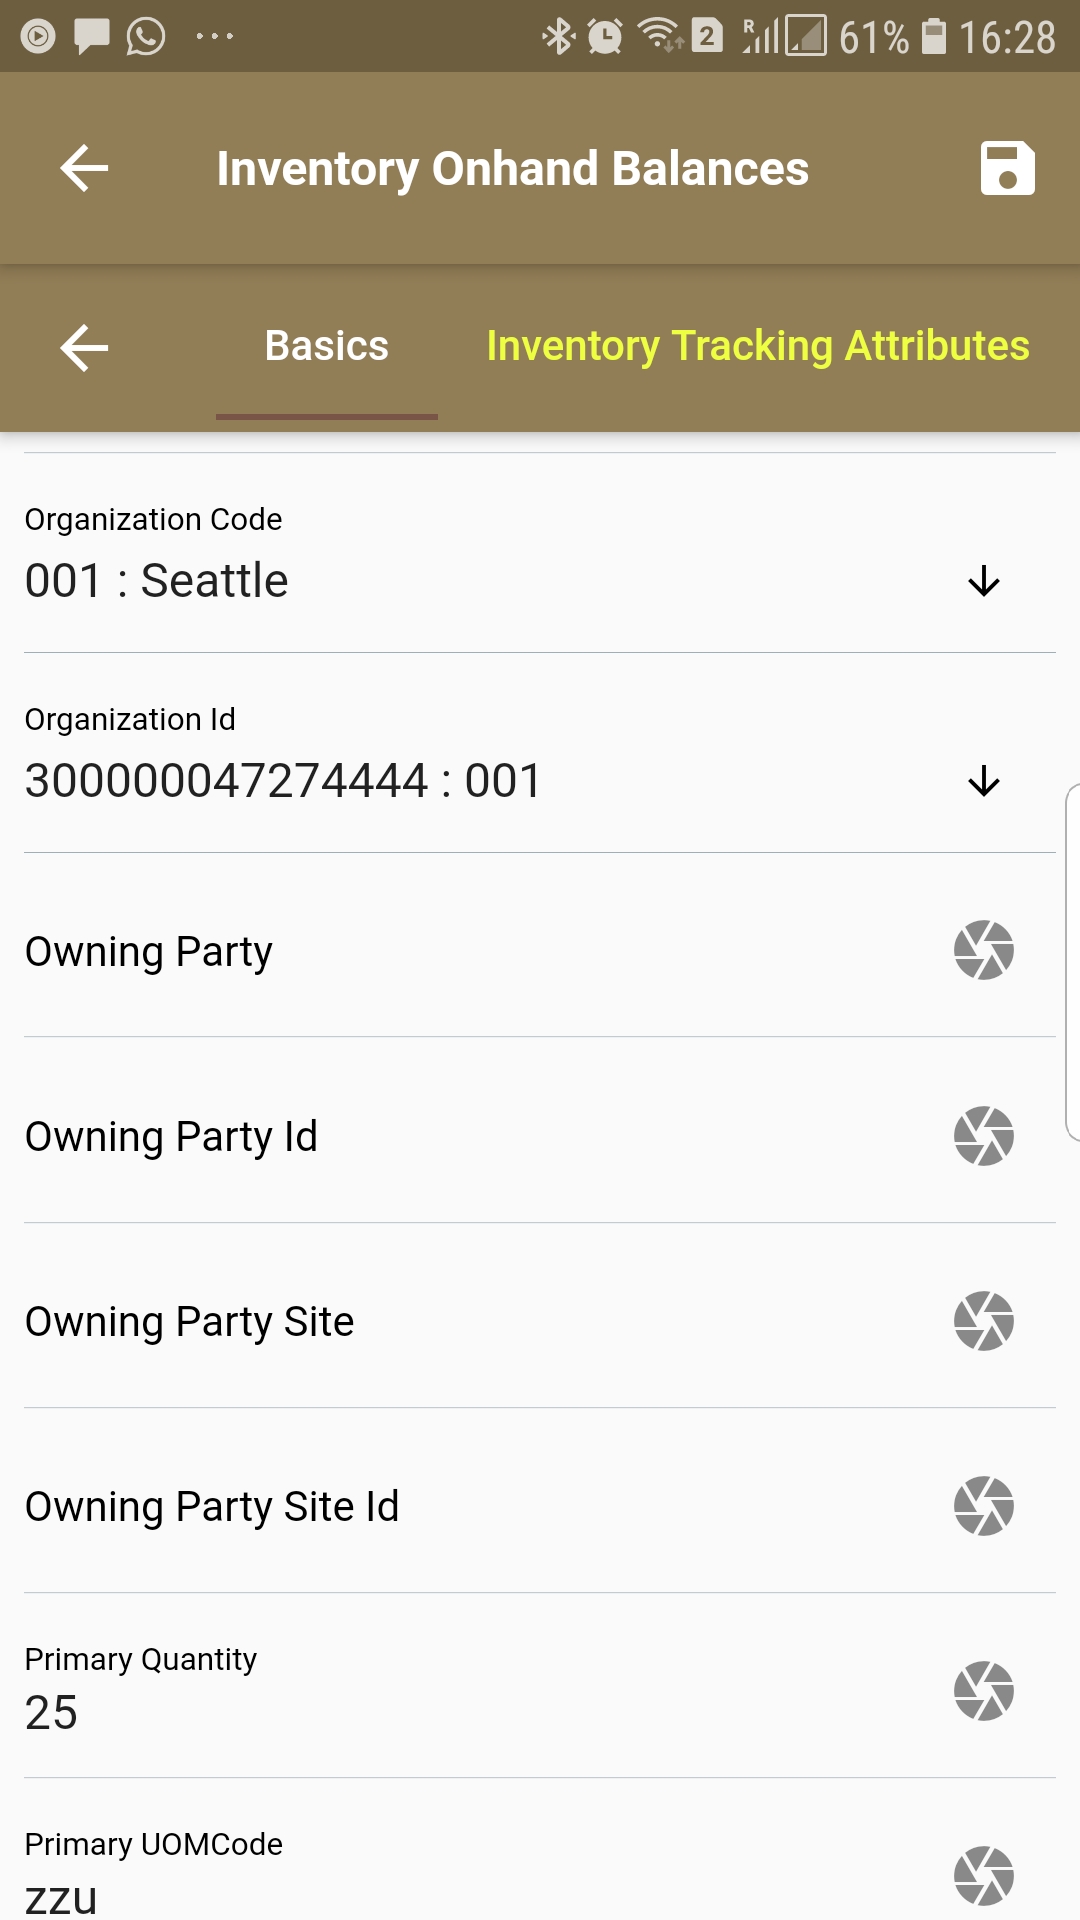 2 R 61% 16:28
Inventory Onhand Balances
Basics Inventory Tracking Attributes
Organization Code
001 : Seattle
Organization Id
300000047274444 : 001
Owning Party
Owning Party Id
Owning Party Site
Owning Party Site Id
Primary Quantity
25
Primary UOMCode
zzu